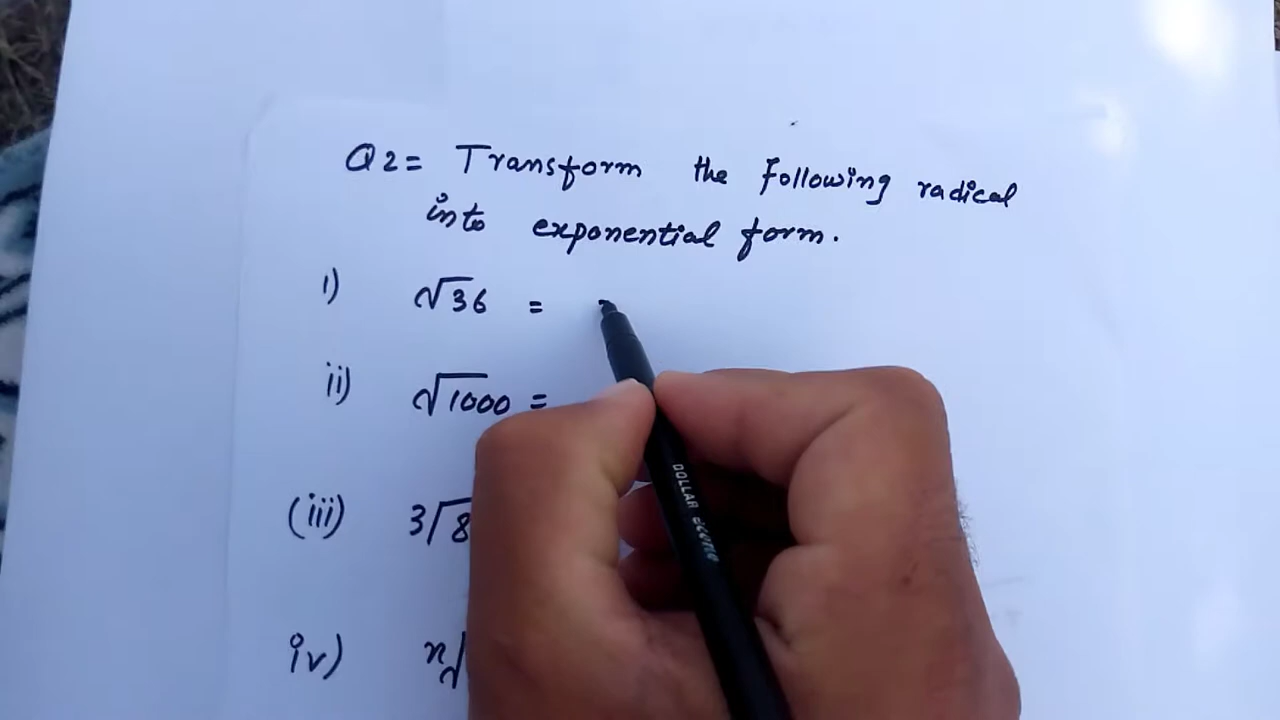 Q2= Transform the following radical
into exponential form.
i) √36 =
ii) √1000 =
(iii) 3√8
iv) n√
DOLLAR